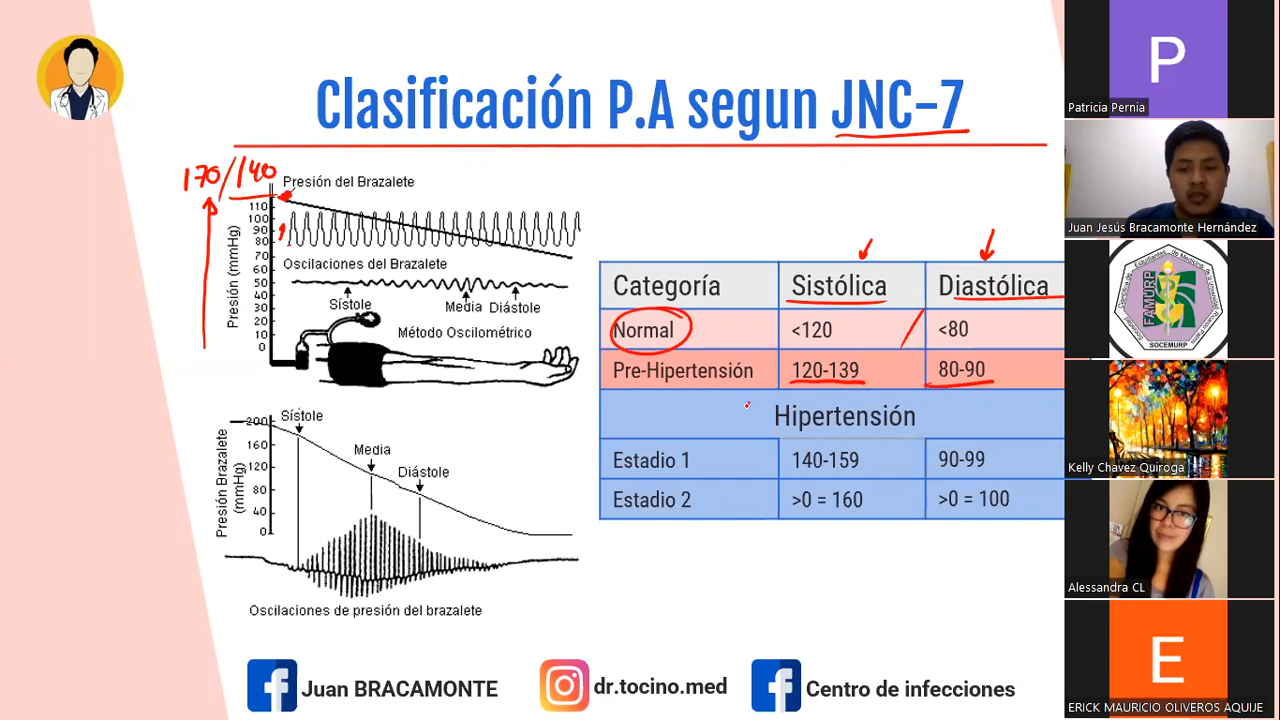 Clasificación P.A segun JNC-7
170/140
Presión del Brazalete
Presión (mmHg)
110
100
90
80
70
60
50
40
30
20
10
0
Oscilaciones del Brazalete
Sístole
Media
Diástole
Método Oscilométrico
Categoría Sistólica Diastólica
Normal <120 <80
Pre-Hipertensión 120-139 80-90
Hipertensión
Estadio 1 140-159 90-99
Estadio 2 >0 = 160 >0 = 100
Presión Brazalete
(mmHg)
200
160
120
80
40
0
Sístole
Media
Diástole
Oscilaciones de presión del brazalete
Juan BRACAMONTE
dr.tocino.med
Centro de infecciones
P
Patricia Pernia
Juan Jesús Bracamonte Hernández
FAMURP
SOCEMURP
Kelly Chavez Quiroga
Alessandra CL
E
ERICK MAURICIO OLIVEROS AQUIJE